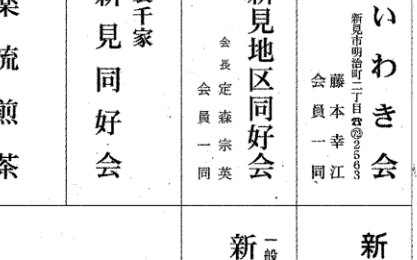 いわき会
新見市明治町二丁目☎㉒2563
藤本幸江
会員一同
新見地区同好会
会長 定森宗英
会員一同
千家
新見同好会
流煎茶
新
一般
新